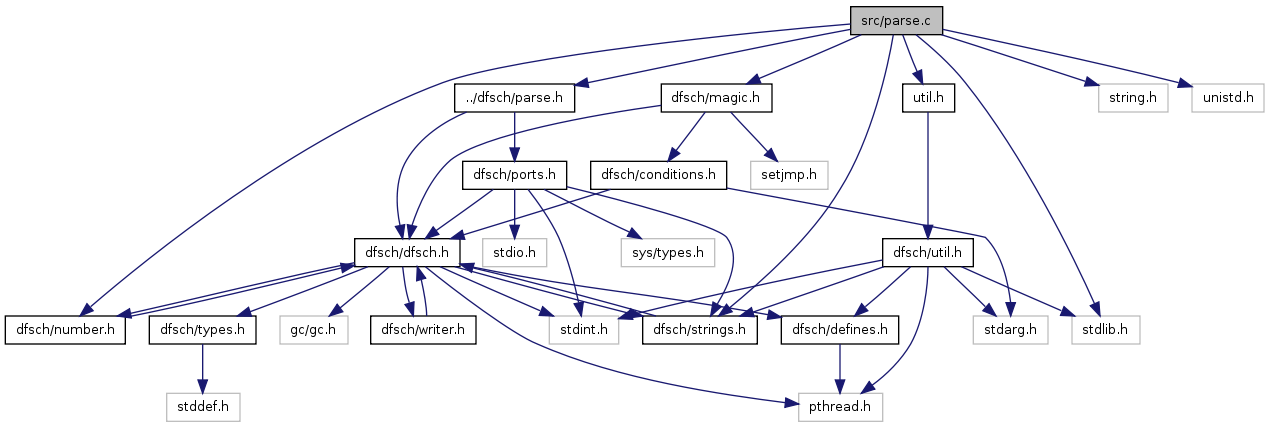 src/parse.c
../dfsch/parse.h
dfsch/magic.h
util.h
string.h
unistd.h
dfsch/ports.h
dfsch/conditions.h
setjmp.h
dfsch/dfsch.h
stdio.h
sys/types.h
dfsch/util.h
dfsch/number.h
dfsch/types.h
gc/gc.h
dfsch/writer.h
stdint.h
dfsch/strings.h
dfsch/defines.h
stdarg.h
stdlib.h
stddef.h
pthread.h